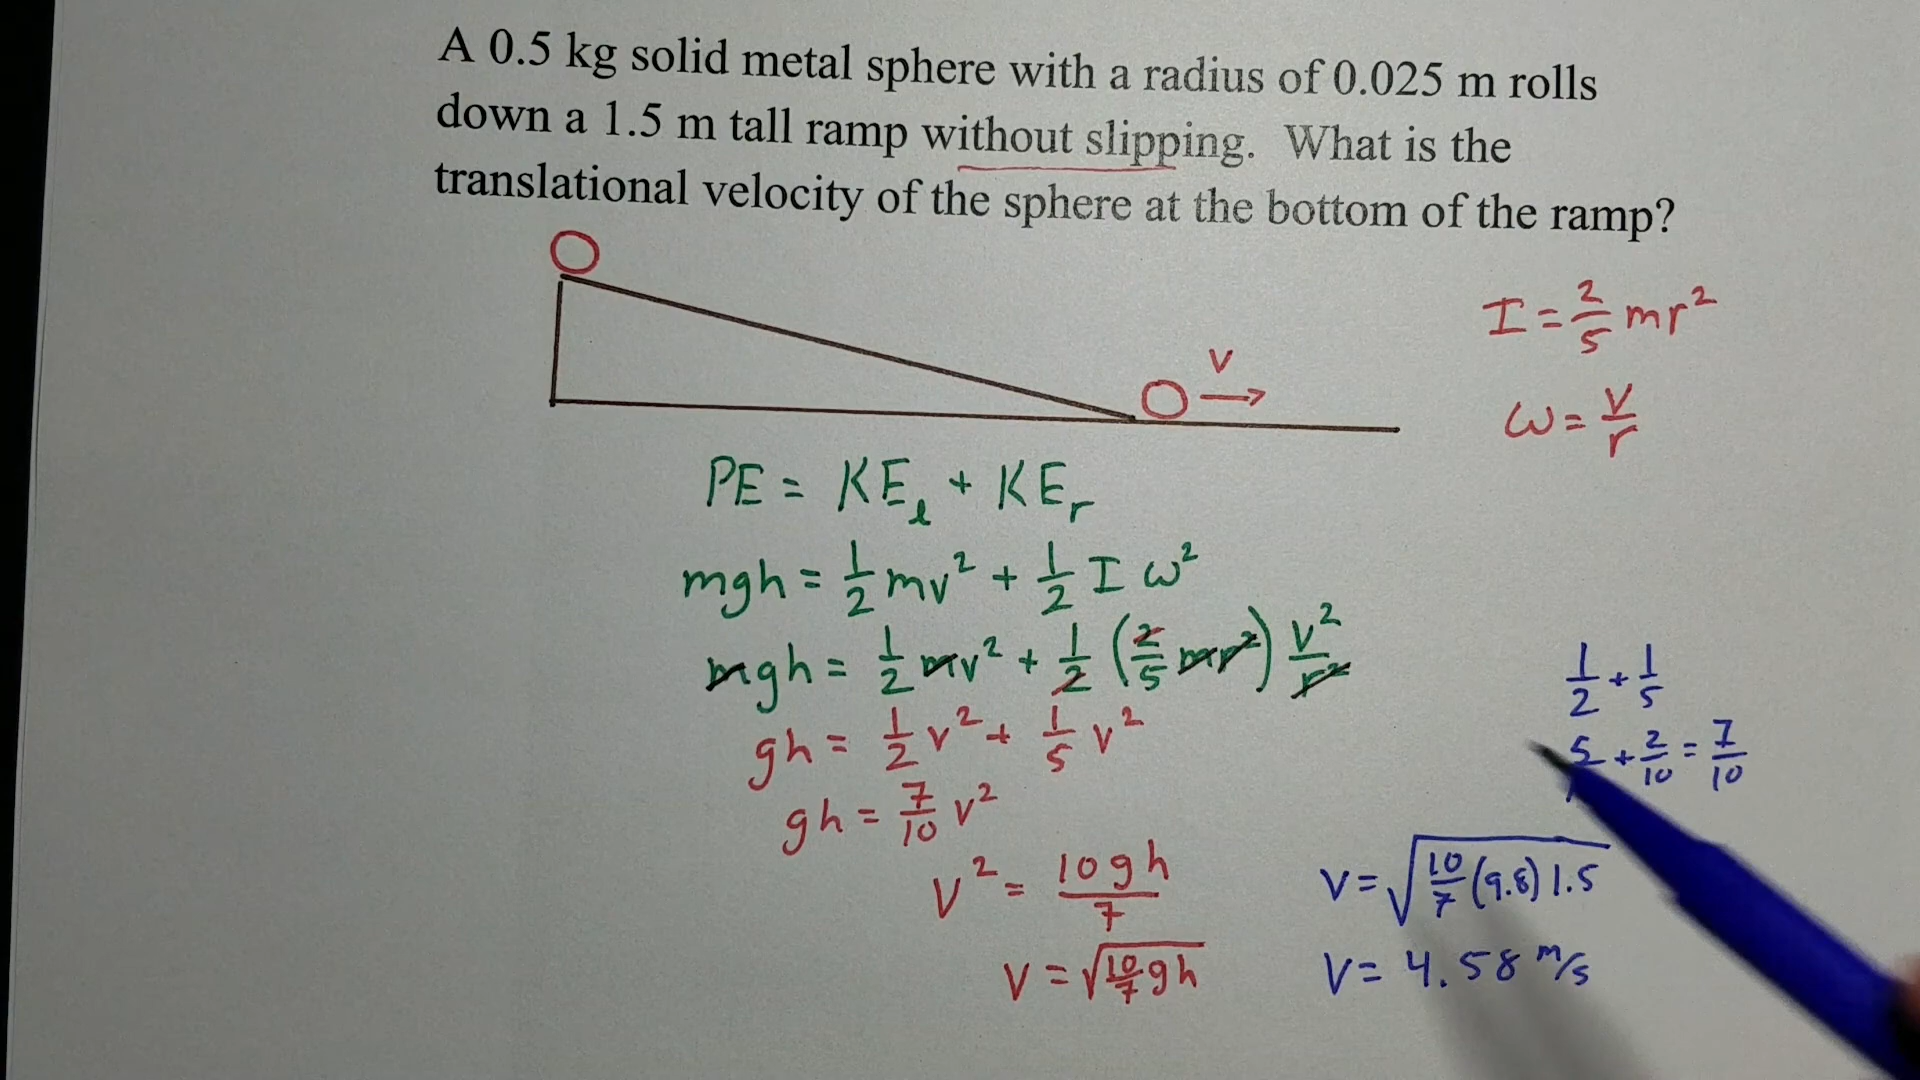 A 0.5 kg solid metal sphere with a radius of 0.025 m rolls
down a 1.5 m tall ramp without slipping. What is the
translational velocity of the sphere at the bottom of the ramp?
I = 2/5 mr²
V
ω = v/r
PE = KEℓ + KEr
mgh = 1/2 mv² + 1/2 I ω²
mgh = 1/2 mv² + 1/2 (2/5 mr²) v²/r²
1/2 + 1/5
gh = 1/2 v² + 1/5 v²
5 + 2/10 = 7/10
gh = 7/10 v²
v² = 10gh/7
v = √(10/7 (9.8) 1.5
v = √10/7 gh
v = 4.58 m/s